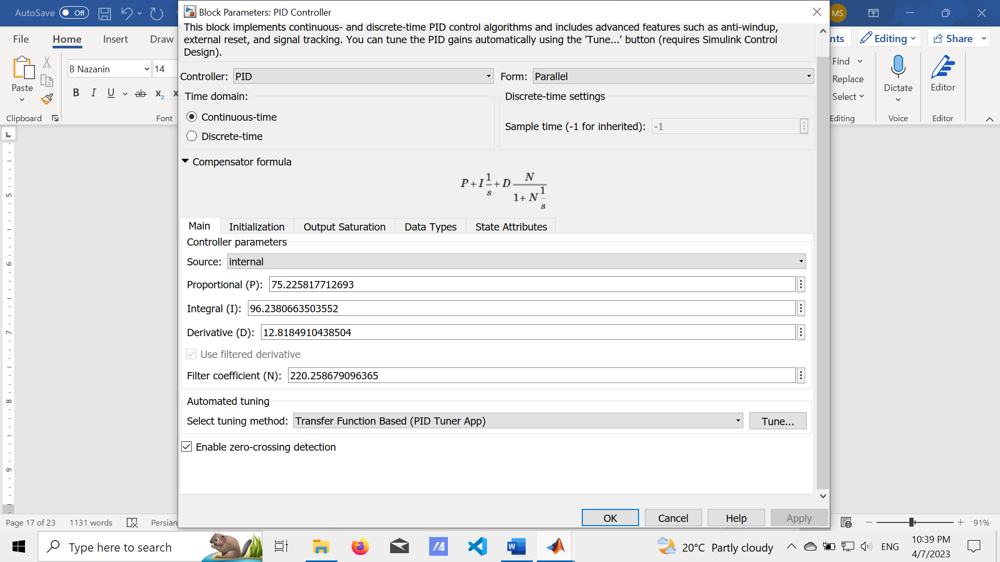 AutoSave Off
Block Parameters: PID Controller
MS
File Home Insert Draw
nts Editing Share
This block implements continuous- and discrete-time PID control algorithms and includes advanced features such as anti-windup,
external reset, and signal tracking. You can tune the PID gains automatically using the 'Tune...' button (requires Simulink Control
Design).
B Nazanin 14
Paste
B I U ab x2 x
Clipboard Font
Find
Replace
Select
Editing
Dictate
Voice
Editor
Editor
Controller: PID Form: Parallel
Time domain: Discrete-time settings
Continuous-time
Discrete-time
Sample time (-1 for inherited): -1
Compensator formula
P + I 1/s + D N/(1 + N 1/s)
Main Initialization Output Saturation Data Types State Attributes
Controller parameters
Source: internal
Proportional (P): 75.225817712693
Integral (I): 96.2380663503552
Derivative (D): 12.8184910438504
Use filtered derivative
Filter coefficient (N): 220.258679096365
Automated tuning
Select tuning method: Transfer Function Based (PID Tuner App) Tune...
Enable zero-crossing detection
OK Cancel Help Apply
5
6
7
8
9
Page 17 of 23 1131 words Persian 91%
Type here to search
20°C Partly cloudy ENG
10:39 PM
4/7/2023